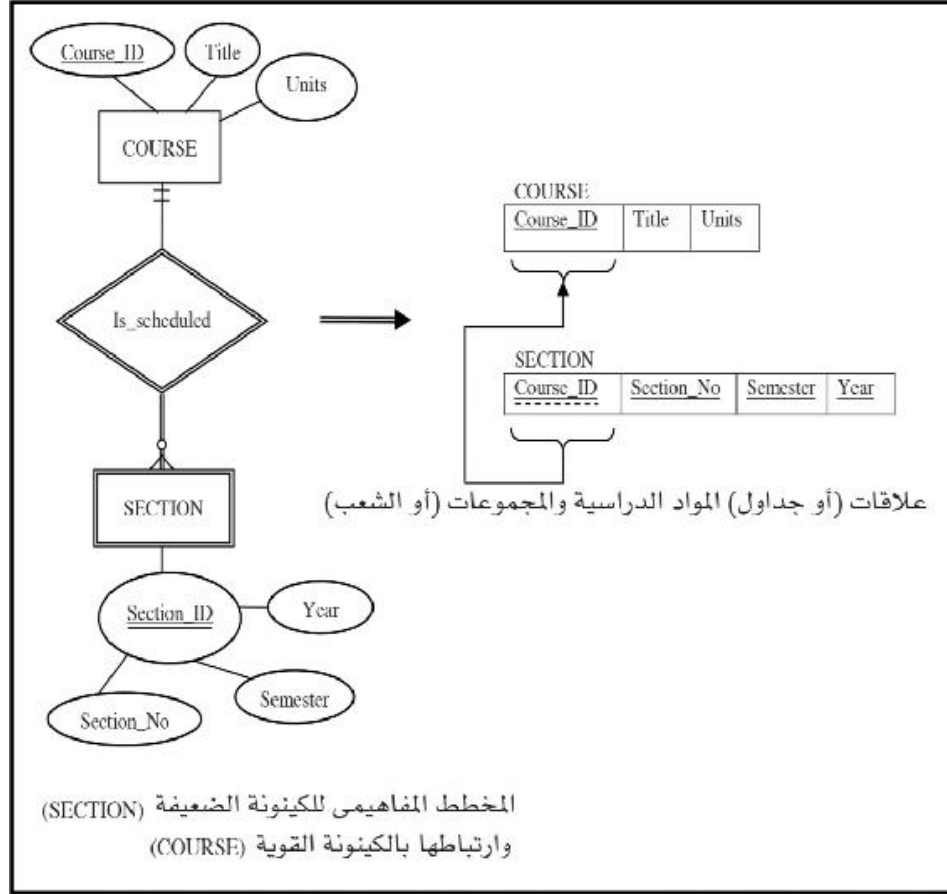 Course_ID
Title
Units
COURSE
Is_scheduled
SECTION
Section_ID
Year
Semester
Section_No
COURSE
Course_ID Title Units
SECTION
Course_ID Section_No Semester Year
علاقات (أو جداول) المواد الدراسية والمجموعات (أو الشعب)
المخطط المفاهيمى للكينونة الضعيفة (SECTION)
وارتباطها بالكينونة القوية (COURSE)